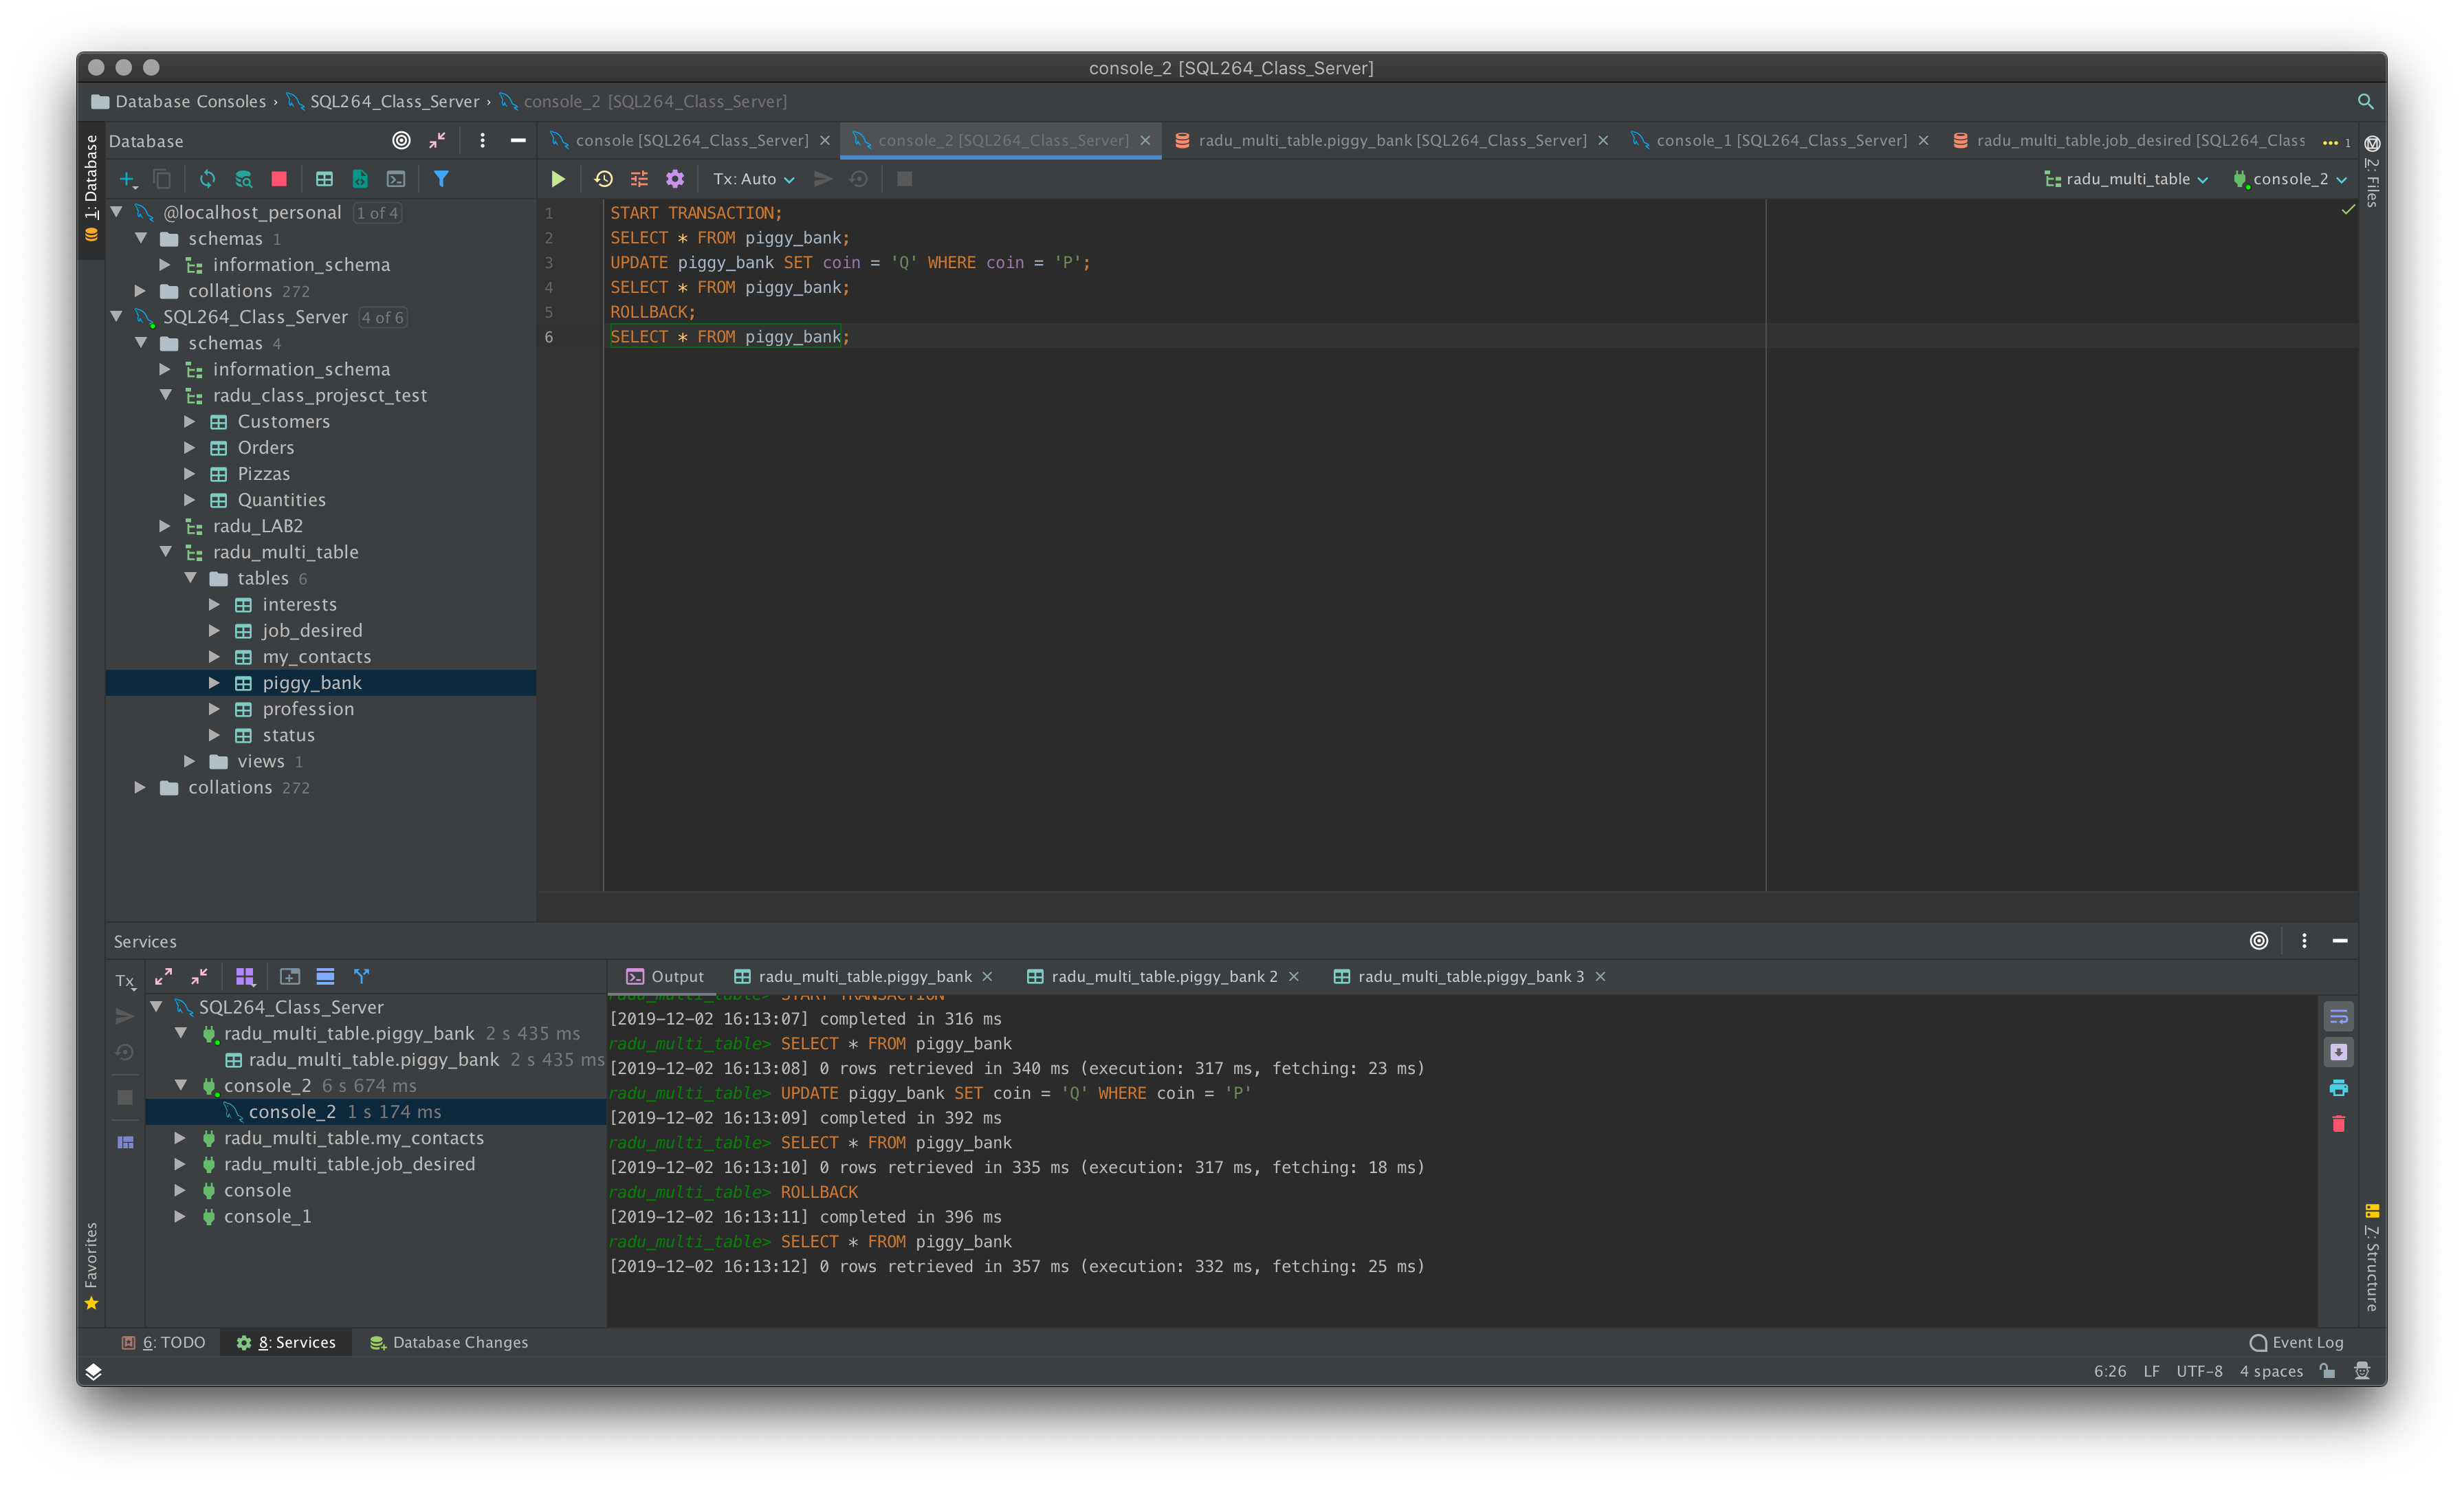 console_2 [SQL264_Class_Server]
Database Consoles › SQL264_Class_Server › console_2 [SQL264_Class_Server]
1: Database
Database
console [SQL264_Class_Server]
console_2 [SQL264_Class_Server]
radu_multi_table.piggy_bank [SQL264_Class_Server]
console_1 [SQL264_Class_Server]
radu_multi_table.job_desired [SQL264_Class
1
2: Files
Tx: Auto
radu_multi_table
console_2
@localhost_personal 1 of 4
schemas 1
information_schema
collations 272
SQL264_Class_Server 4 of 6
schemas 4
information_schema
radu_class_projesct_test
Customers
Orders
Pizzas
Quantities
radu_LAB2
radu_multi_table
tables 6
interests
job_desired
my_contacts
piggy_bank
profession
status
views 1
collations 272
1 START TRANSACTION;
2 SELECT * FROM piggy_bank;
3 UPDATE piggy_bank SET coin = 'Q' WHERE coin = 'P';
4 SELECT * FROM piggy_bank;
5 ROLLBACK;
6 SELECT * FROM piggy_bank;
Services
Tx
Output
radu_multi_table.piggy_bank
radu_multi_table.piggy_bank 2
radu_multi_table.piggy_bank 3
SQL264_Class_Server
radu_multi_table.piggy_bank 2 s 435 ms
radu_multi_table.piggy_bank 2 s 435 ms
console_2 6 s 674 ms
console_2 1 s 174 ms
radu_multi_table.my_contacts
radu_multi_table.job_desired
console
console_1
radu_multi_table> START TRANSACTION
[2019-12-02 16:13:07] completed in 316 ms
radu_multi_table> SELECT * FROM piggy_bank
[2019-12-02 16:13:08] 0 rows retrieved in 340 ms (execution: 317 ms, fetching: 23 ms)
radu_multi_table> UPDATE piggy_bank SET coin = 'Q' WHERE coin = 'P'
[2019-12-02 16:13:09] completed in 392 ms
radu_multi_table> SELECT * FROM piggy_bank
[2019-12-02 16:13:10] 0 rows retrieved in 335 ms (execution: 317 ms, fetching: 18 ms)
radu_multi_table> ROLLBACK
[2019-12-02 16:13:11] completed in 396 ms
radu_multi_table> SELECT * FROM piggy_bank
[2019-12-02 16:13:12] 0 rows retrieved in 357 ms (execution: 332 ms, fetching: 25 ms)
Favorites
7: Structure
6: TODO
8: Services
Database Changes
Event Log
6:26 LF UTF-8 4 spaces